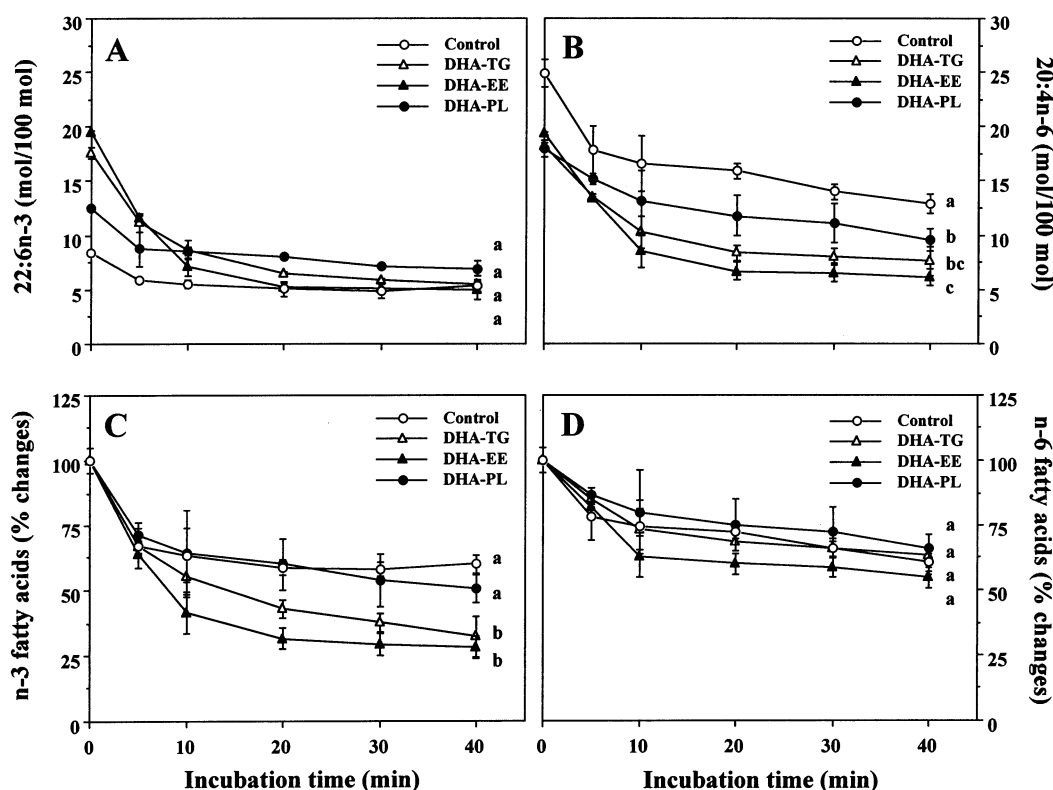 A
Control
DHA-TG
DHA-EE
DHA-PL
22:6n-3 (mol/100 mol)
30
25
20
15
10
5
0
a
a
a
a
B
Control
DHA-TG
DHA-EE
DHA-PL
20:4n-6 (mol/100 mol)
30
25
20
15
10
5
0
a
b
bc
c
C
Control
DHA-TG
DHA-EE
DHA-PL
n-3 fatty acids (% changes)
125
100
75
50
25
0
a
a
b
b
0
10
20
30
40
Incubation time (min)
D
Control
DHA-TG
DHA-EE
DHA-PL
n-6 fatty acids (% changes)
125
100
75
50
25
0
a
a
a
a
0
10
20
30
40
Incubation time (min)